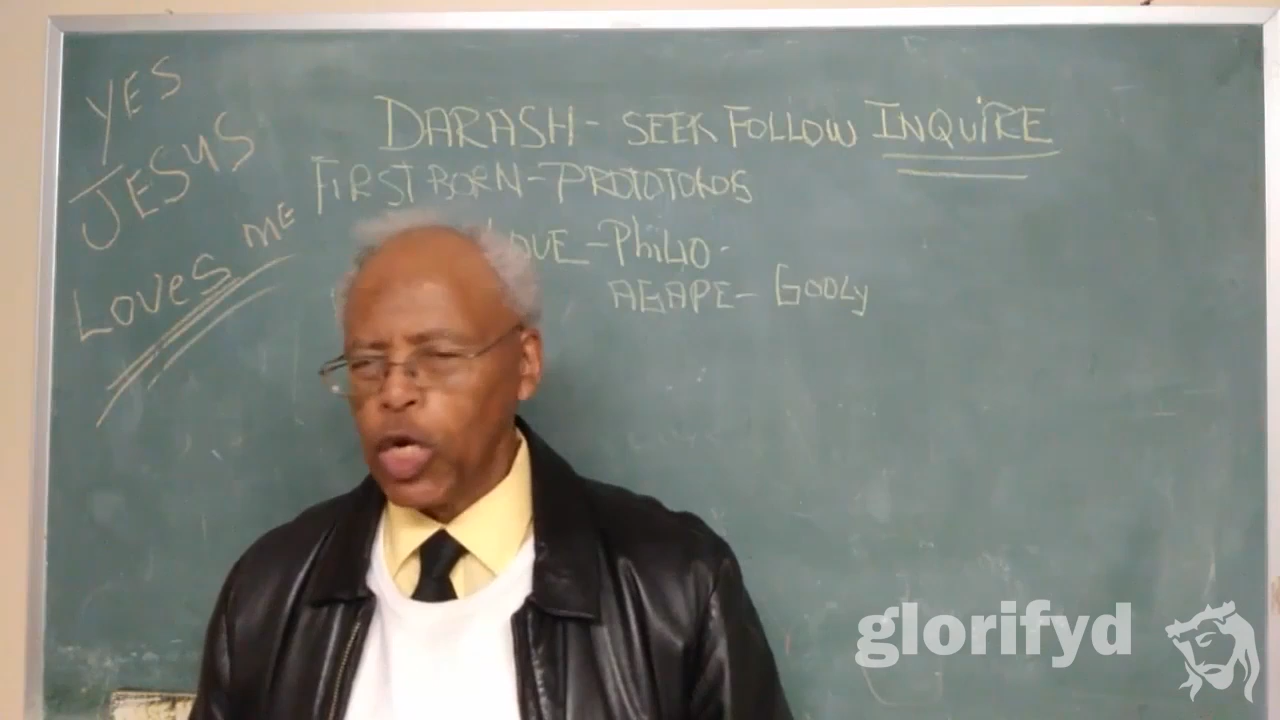 YES
JESUS
LOVES ME
DARASH - SEEK FOLLOW INQUIRE
FIRST BORN - PROTOTOKOS
LOVE - PhiLIO -
AGAPE - GODLY
glorifyd